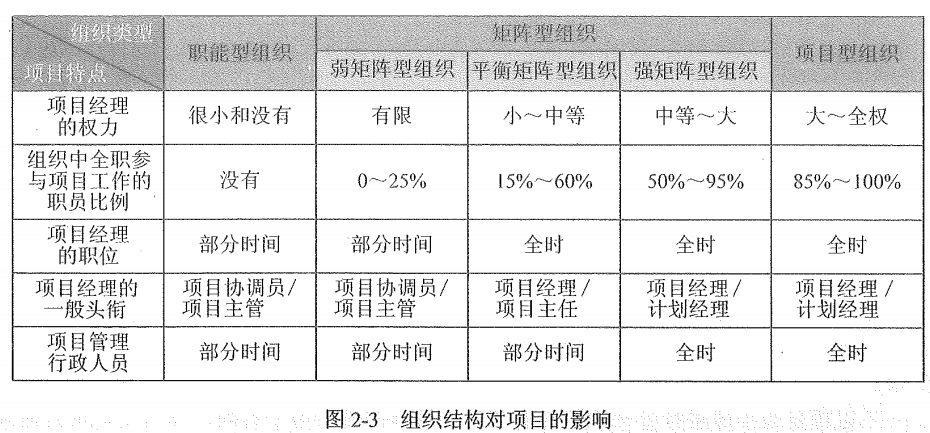 组织类型
项目特点
职能型组织
矩阵型组织
项目型组织
弱矩阵型组织
平衡矩阵型组织
强矩阵型组织
项目经理
的权力
很小和没有
有限
小～中等
中等～大
大～全权
组织中全职参
与项目工作的
职员比例
没有
0～25%
15%～60%
50%～95%
85%～100%
项目经理
的职位
部分时间
部分时间
全时
全时
全时
项目经理的
一般头衔
项目协调员/
项目主管
项目协调员/
项目主管
项目经理/
项目主任
项目经理/
计划经理
项目经理/
计划经理
项目管理
行政人员
部分时间
部分时间
部分时间
全时
全时
图 2-3 组织结构对项目的影响